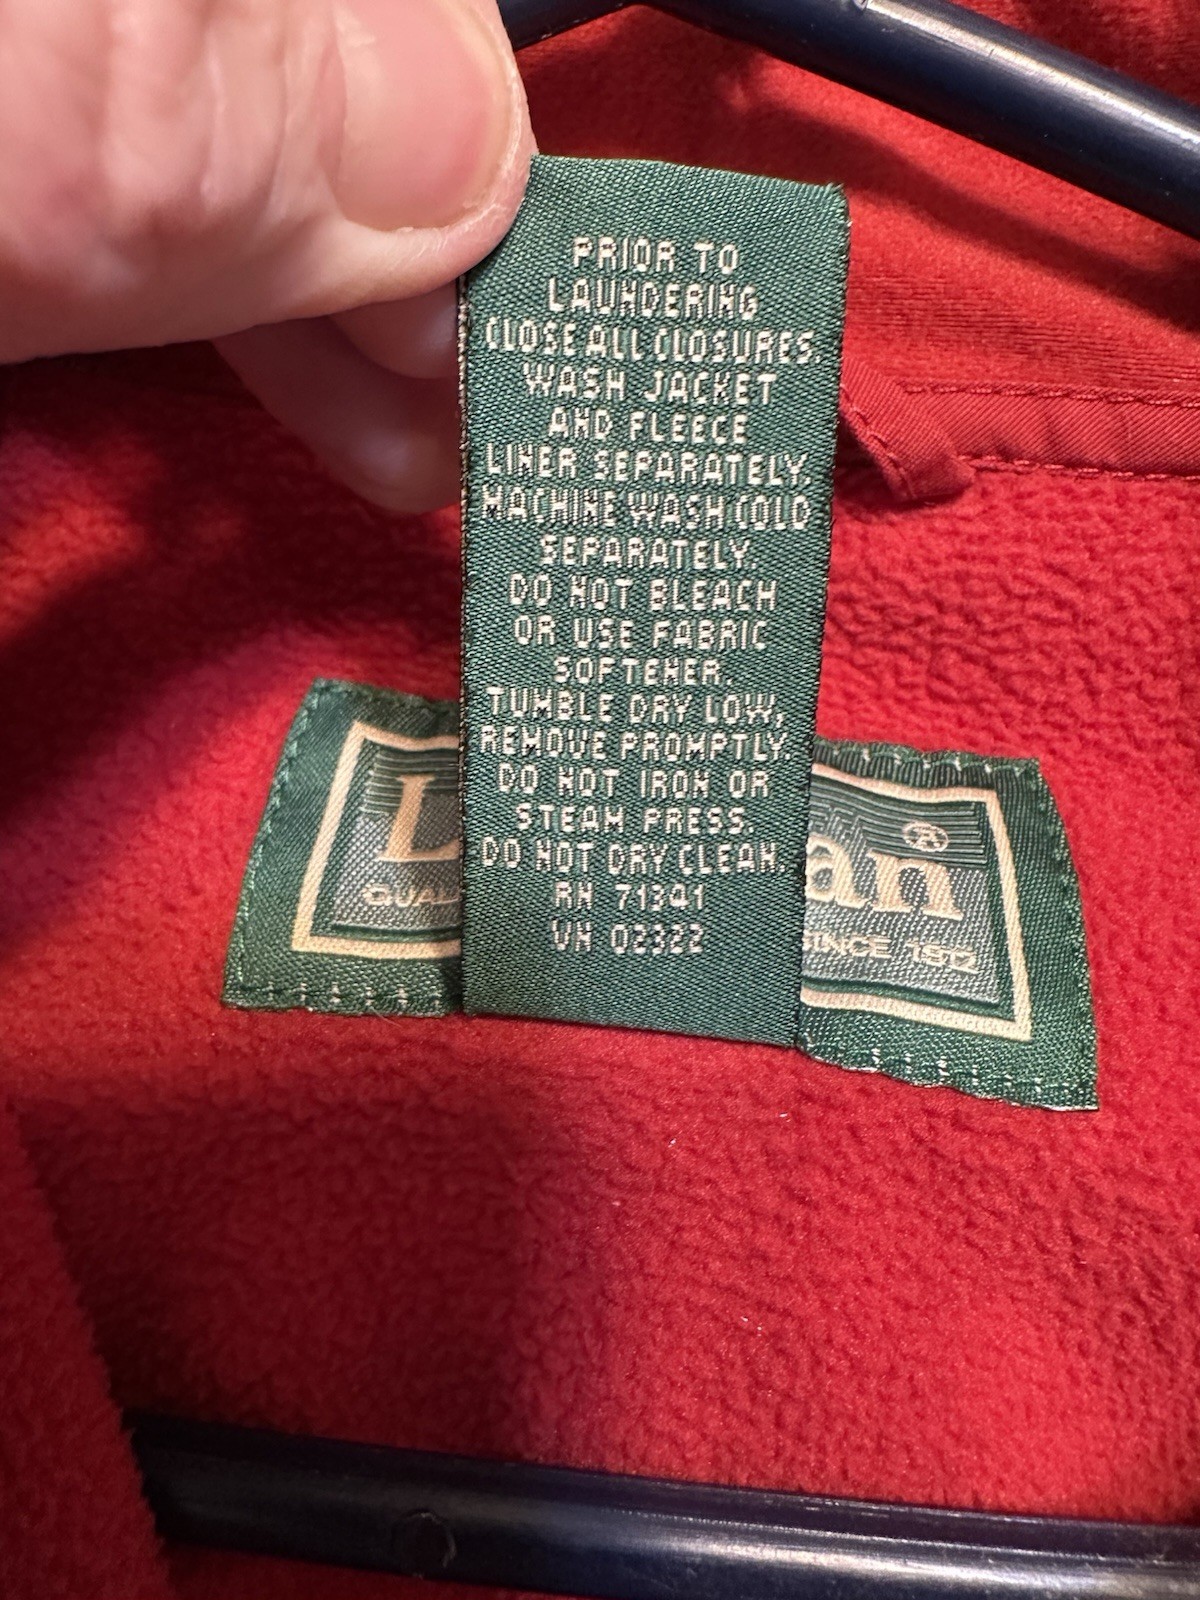 PRIOR TO
LAUNDERING
CLOSE ALL CLOSURES.
WASH JACKET
AND FLEECE
LINER SEPARATELY.
MACHINE WASH COLD
SEPARATELY.
DO NOT BLEACH
OR USE FABRIC
SOFTENER.
TUMBLE DRY LOW,
REMOVE PROMPTLY.
DO NOT IRON OR
STEAM PRESS.
DO NOT DRY CLEAN.
RN 71341
VN 02322
L an®
QUAL SINCE 1912